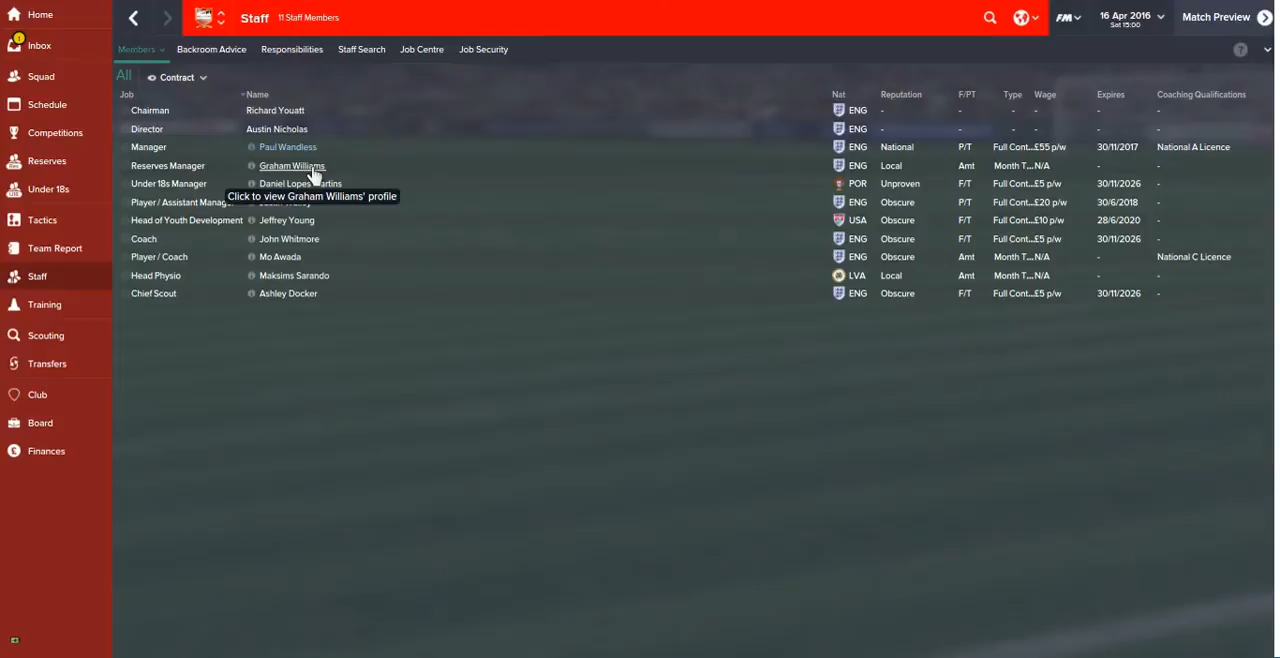 Home
Inbox
Squad
Schedule
Competitions
Reserves
Under 18s
Tactics
Team Report
Staff
Training
Scouting
Transfers
Club
Board
Finances
Staff 11 Staff Members
FM
16 Apr 2016
Sat 15:00
Match Preview
Members Backroom Advice Responsibilities Staff Search Job Centre Job Security ?
All Contract
Job Name Nat Reputation F/PT Type Wage Expires Coaching Qualifications
Chairman Richard Youatt ENG - - - - - -
Director Austin Nicholas ENG - - - - - -
Manager Paul Wandless ENG National P/T Full Cont...£55 p/w 30/11/2017 National A Licence
Reserves Manager Graham Williams ENG Local Amt Month T...N/A - -
Under 18s Manager Daniel Lopes Martins POR Unproven F/T Full Cont...£5 p/w 30/11/2026 -
Click to view Graham Williams' profile
Player / Assistant Manager ENG Obscure P/T Full Cont...£20 p/w 30/6/2018 -
Head of Youth Development Jeffrey Young USA Obscure F/T Full Cont...£10 p/w 28/6/2020 -
Coach John Whitmore ENG Obscure F/T Full Cont...£5 p/w 30/11/2026 -
Player / Coach Mo Awada ENG Obscure Amt Month T...N/A - National C Licence
Head Physio Maksims Sarando LVA Local Amt Month T...N/A - -
Chief Scout Ashley Docker ENG Obscure F/T Full Cont...£5 p/w 30/11/2026 -